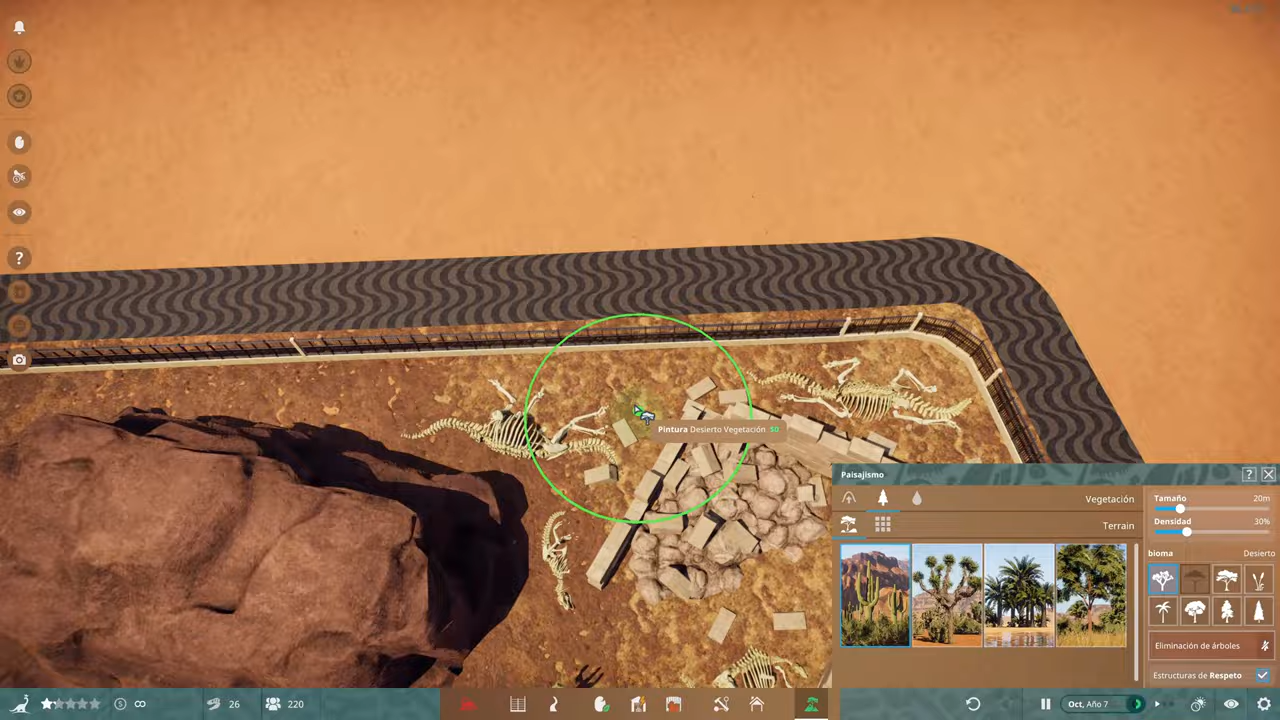 Pintura Desierto Vegetación $0
Paisajismo
?
Vegetación
Terrain
Tamaño 20m
Densidad 30%
bioma Desierto
Eliminación de árboles
Estructuras de Respeto
?
26
220
Oct, Año 7